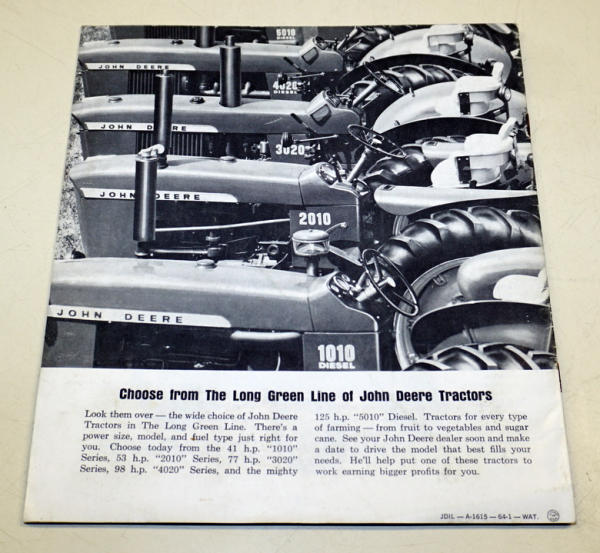 5010
DIESEL
JOHN DEERE
4020
DIESEL
JOHN DEERE
3020
JOHN DEERE
2010
JOHN DEERE
1010
DIESEL
Choose from The Long Green Line of John Deere Tractors
Look them over — the wide choice of John Deere
Tractors in The Long Green Line. There's a
power size, model, and fuel type just right for
you. Choose today from the 41 h.p. "1010"
Series, 53 h.p. "2010" Series, 77 h.p. "3020"
Series, 98 h.p. "4020" Series, and the mighty
125 h.p. "5010" Diesel. Tractors for every type
of farming — from fruit to vegetables and sugar
cane. See your John Deere dealer soon and make
a date to drive the model that best fills your
needs. He'll help put one of these tractors to
work earning bigger profits for you.
JDIL — A-1615 — 64-1 — WAT.